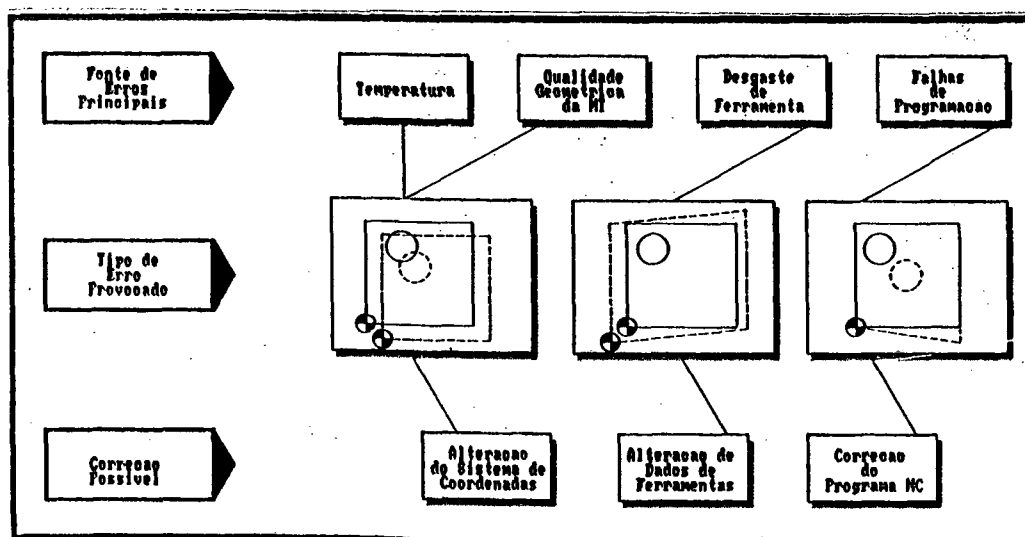 Fonte de
Erros
Principais
Temperatura
Qualidade
Geometrica
da MF
Desgaste
de
Ferramenta
Falhas
de
Programacao
Tipo de
Erro
Provocado
Correcao
Possivel
Alteracao
do Sistema de
Coordenadas
Alteracao de
Dados de
Ferramentas
Correcao
do
Programa NC